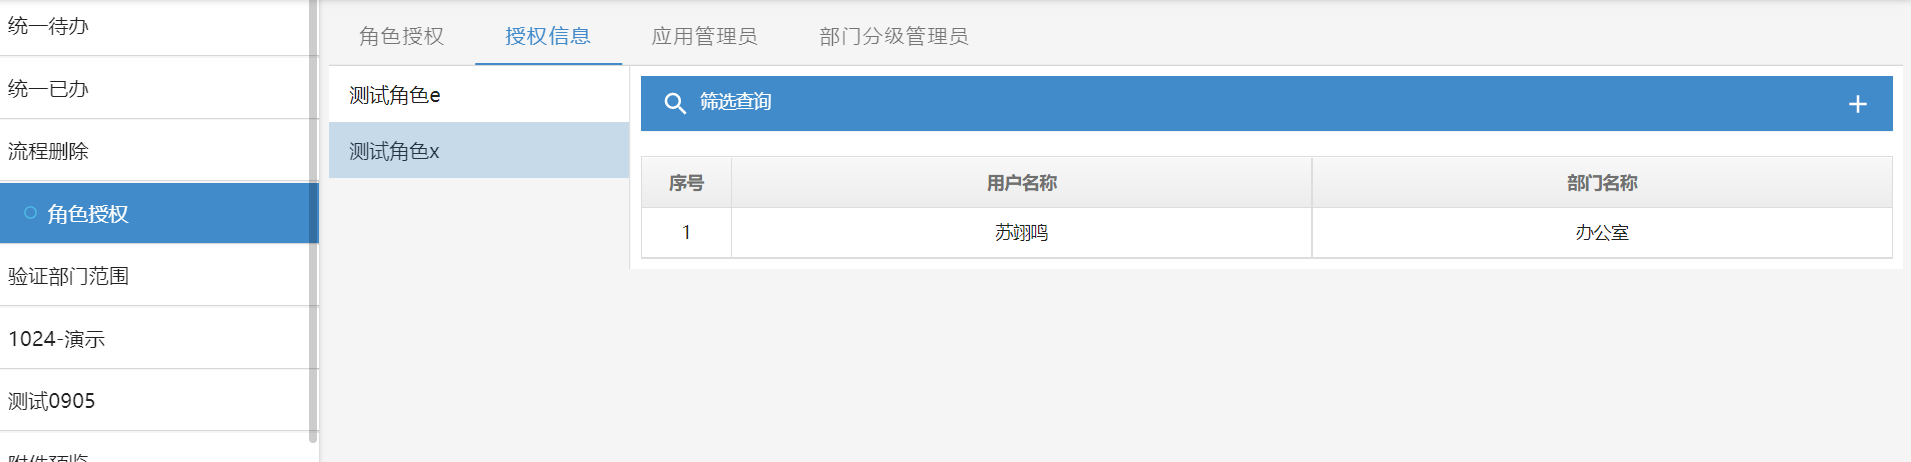 统一待办
统一已办
流程删除
角色授权
验证部门范围
1024-演示
测试0905
附件预览
角色授权 授权信息 应用管理员 部门分级管理员
测试角色e
测试角色x
筛选查询
序号 用户名称 部门名称
1 苏翊鸣 办公室